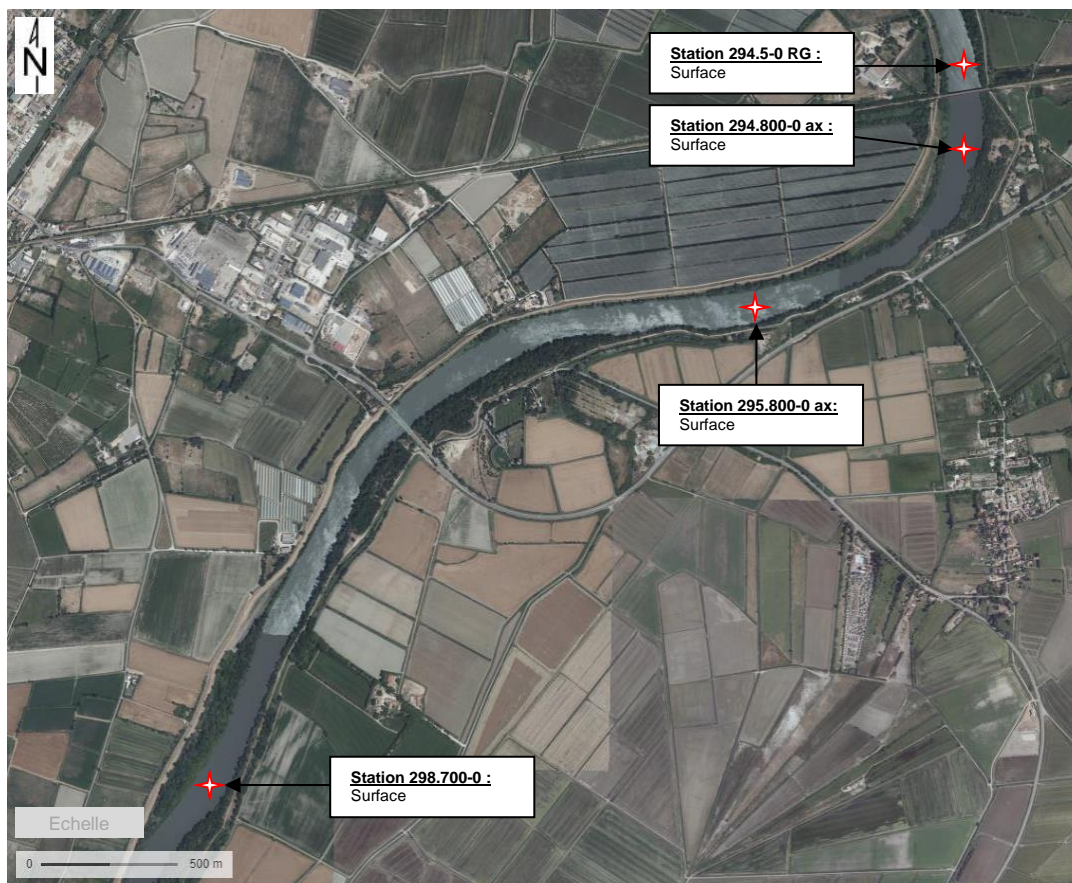 N
Station 294.5-0 RG :
Surface
Station 294.800-0 ax :
Surface
Station 295.800-0 ax:
Surface
Station 298.700-0 :
Surface
Echelle
0 500 m